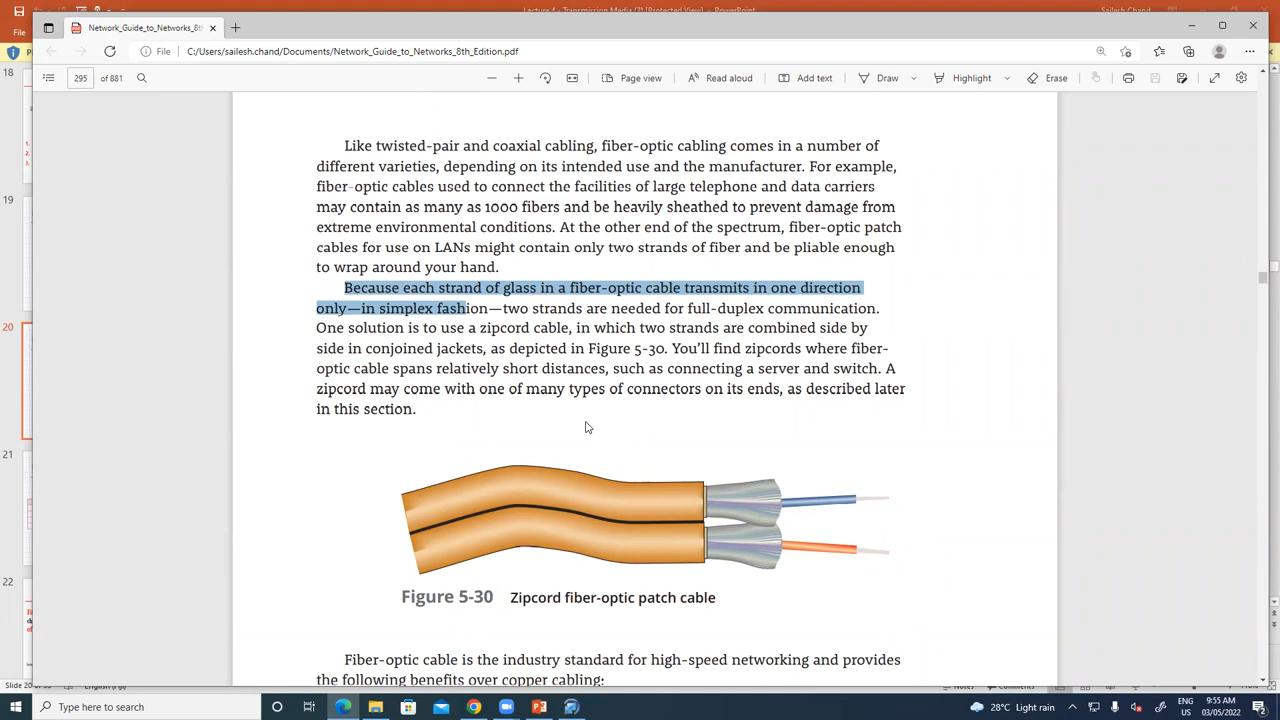 Lecture 4 - Transmission Media (7) [Protected View] - PowerPoint
Sailesh Chand
Network_Guide_to_Networks_8th_
File
File
C:/Users/sailesh.chand/Documents/Network_Guide_to_Networks_8th_Edition.pdf
295 of 881
Page view
Read aloud
Add text
Draw
Highlight
Erase
18
19
20
21
22
Like twisted-pair and coaxial cabling, fiber-optic cabling comes in a number of
different varieties, depending on its intended use and the manufacturer. For example,
fiber-optic cables used to connect the facilities of large telephone and data carriers
may contain as many as 1000 fibers and be heavily sheathed to prevent damage from
extreme environmental conditions. At the other end of the spectrum, fiber-optic patch
cables for use on LANs might contain only two strands of fiber and be pliable enough
to wrap around your hand.
Because each strand of glass in a fiber-optic cable transmits in one direction
only—in simplex fashion—two strands are needed for full-duplex communication.
One solution is to use a zipcord cable, in which two strands are combined side by
side in conjoined jackets, as depicted in Figure 5-30. You’ll find zipcords where fiber-
optic cable spans relatively short distances, such as connecting a server and switch. A
zipcord may come with one of many types of connectors on its ends, as described later
in this section.
Figure 5-30 Zipcord fiber-optic patch cable
Fiber-optic cable is the industry standard for high-speed networking and provides
the following benefits over copper cabling:
Type here to search
28°C Light rain
ENG
US
9:55 AM
03/05/2022